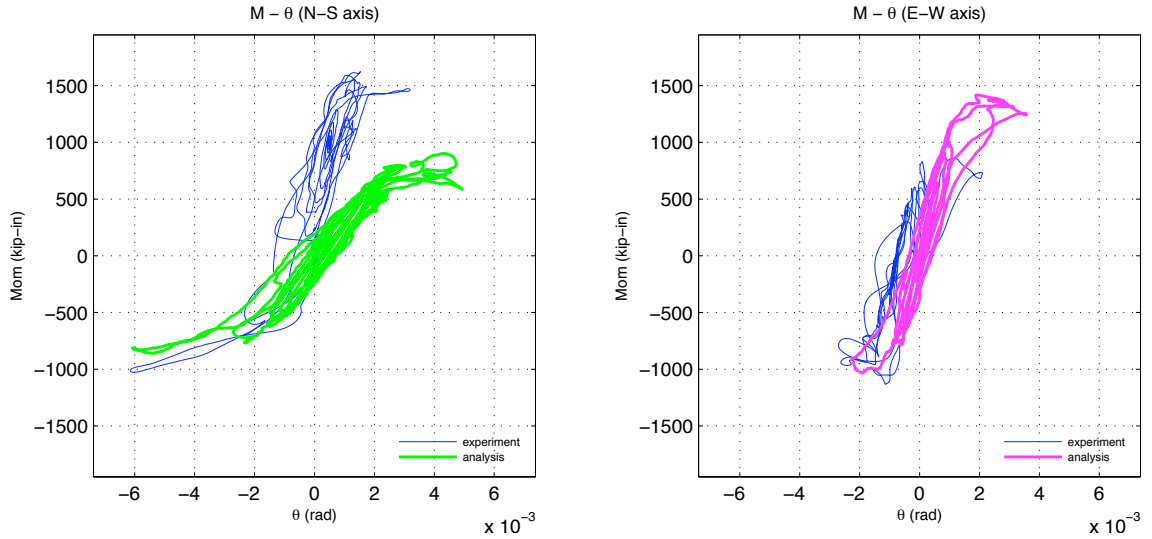 M − θ (N−S axis)
1500
1000
500
0
−500
−1000
−1500
Mom (kip−in)
−6
−4
−2
0
2
4
6
θ (rad)
x 10⁻³
experiment
analysis
M − θ (E−W axis)
1500
1000
500
0
−500
−1000
−1500
Mom (kip−in)
−6
−4
−2
0
2
4
6
θ (rad)
x 10⁻³
experiment
analysis